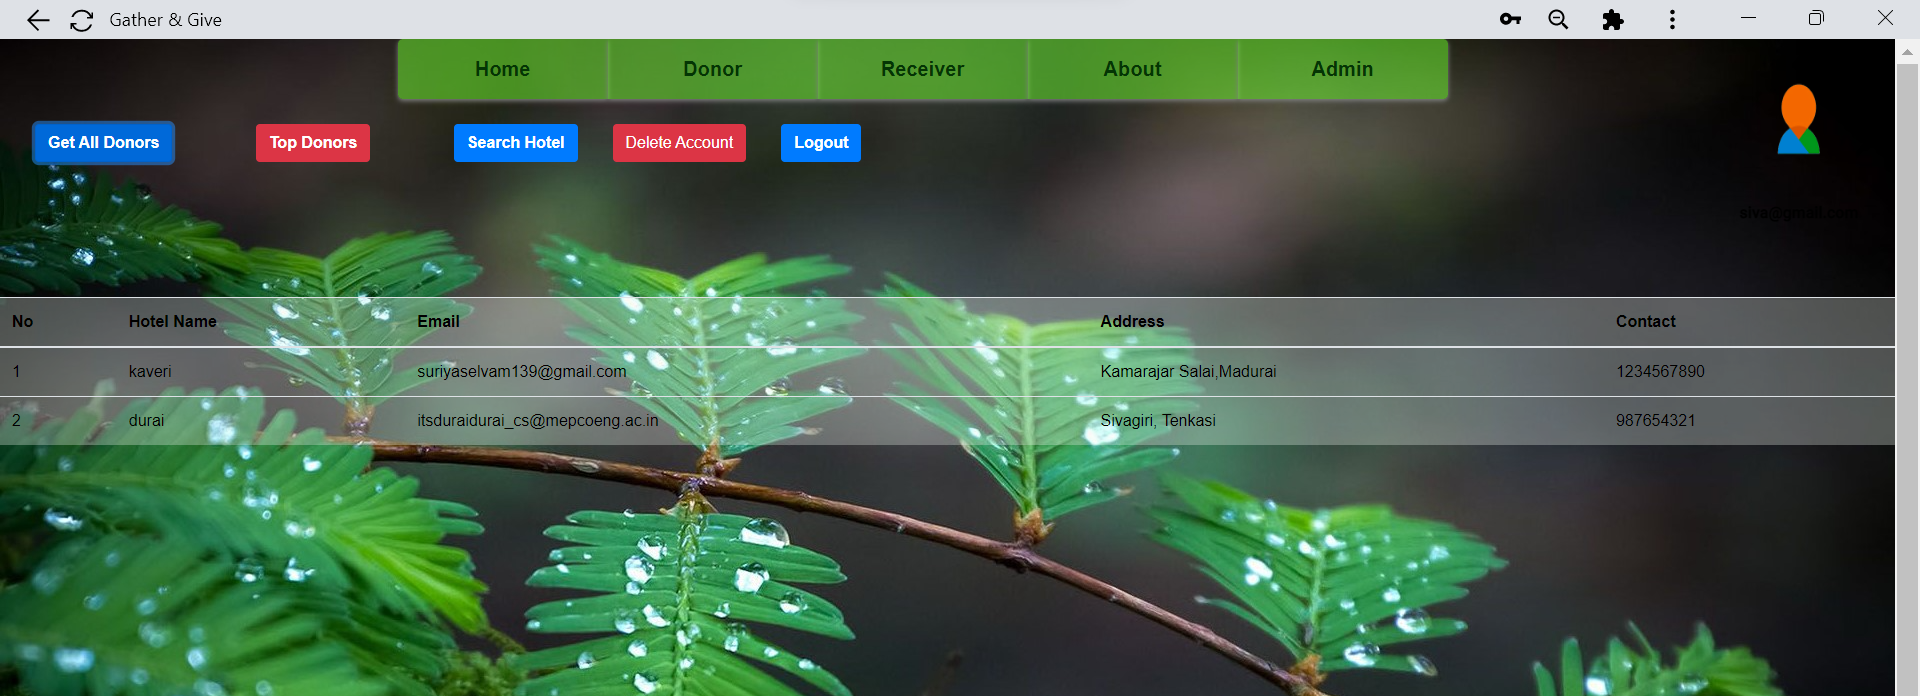 Gather & Give
Home Donor Receiver About Admin
Get All Donors Top Donors Search Hotel Delete Account Logout
siva@gmail.com
No Hotel Name Email Address Contact
1 kaveri suriyaselvam139@gmail.com Kamarajar Salai,Madurai 1234567890
2 durai itsduraidurai_cs@mepcoeng.ac.in Sivagiri, Tenkasi 987654321